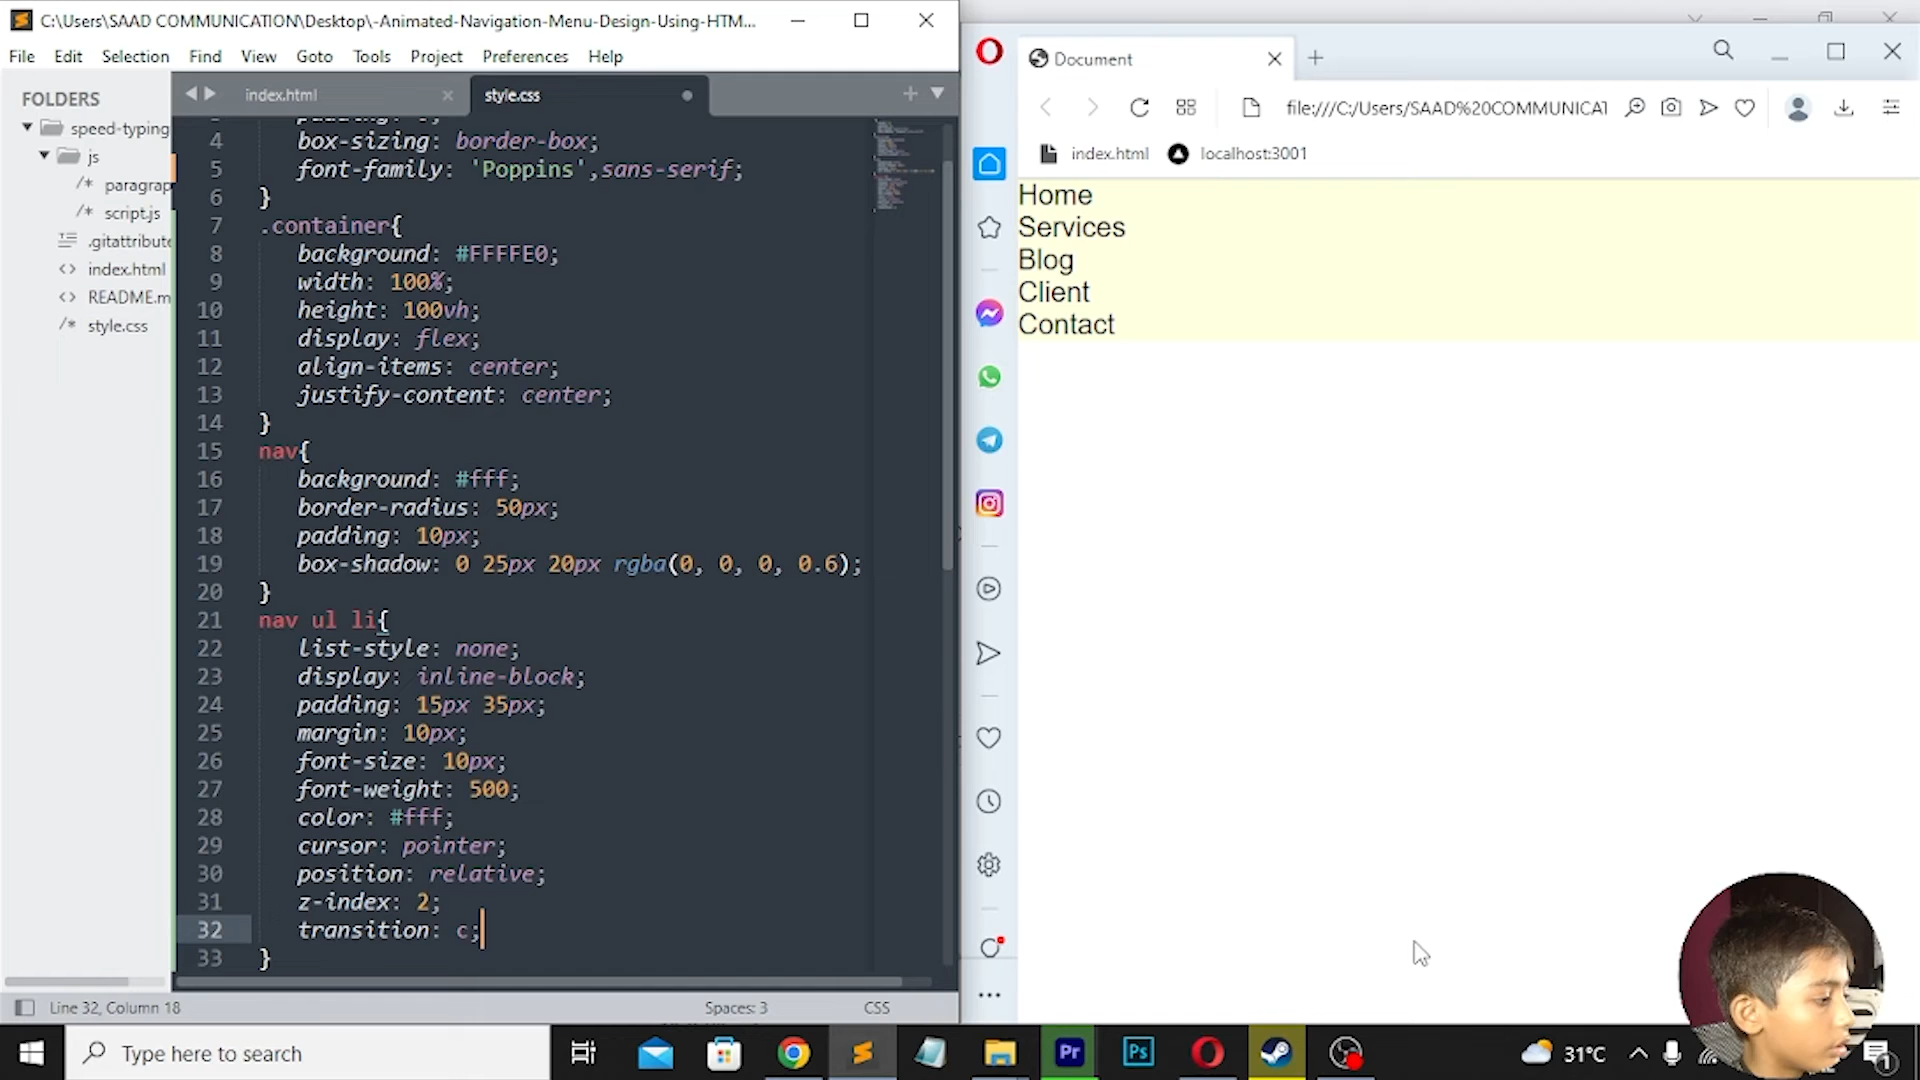 C:\Users\SAAD COMMUNICATION\Desktop\-Animated-Navigation-Menu-Design-Using-HTM...
File Edit Selection Find Goto Tools Project Preferences Help
FOLDERS
speed-typing
js
/* paragrap
/* script.js
.gitattribute
<> index.html
<> README.m
/* style.css
index.html
style.css
4 box-sizing: border-box;
5 font-family: 'Poppins',sans-serif;
6 }
7 .container{
8 background: #FFFFE0;
9 width: 100%;
10 height: 100vh;
11 display: flex;
12 align-items: center;
13 justify-content: center;
14 }
15 nav{
16 background: #fff;
17 border-radius: 50px;
18 padding: 10px;
19 box-shadow: 0 25px 20px rgba(0, 0, 0, 0.6);
20 }
21 nav ul li{
22 list-style: none;
23 display: inline-block;
24 padding: 15px 35px;
25 margin: 10px;
26 font-size: 10px;
27 font-weight: 500;
28 color: #fff;
29 cursor: pointer;
30 position: relative;
31 z-index: 2;
32 transition: c;
33 }
Line 32, Column 18
Spaces: 3
CSS
Document
file:///C:/Users/SAAD%20COMMUNICAT
index.html
localhost:3001
Home
Services
Blog
Client
Contact
Type here to search
Pr
Ps
31°C
1